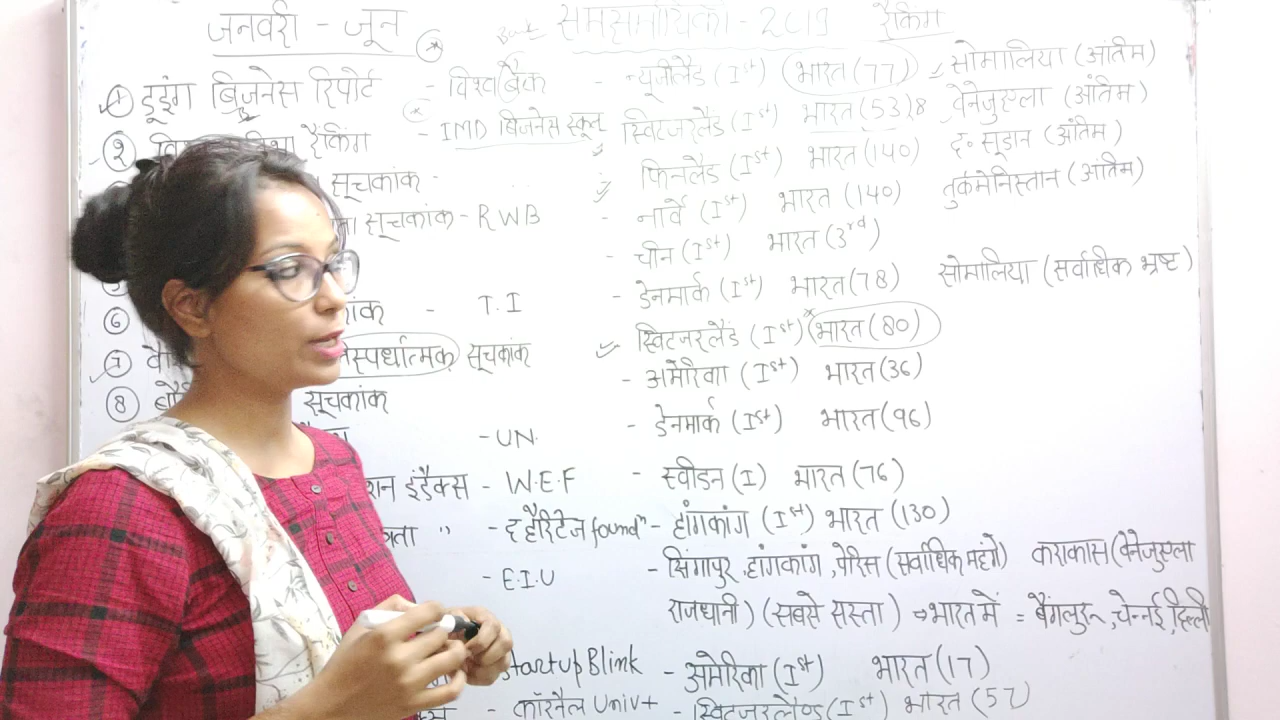 जनवरी - जून समसामयिकी - 2019 रैंकिंग
① डूइंग बिज़नेस रिपोर्ट - विश्व बैंक - न्यूजीलैंड (Iˢᵗ) भारत (77) सोमालिया (अंतिम)
② रैंकिंग - IMD बिजनेस स्कूल स्विटजरलैंड (Iˢᵗ) भारत (53) वेनेजुएला (अंतिम)
सूचकांक - फिनलैंड (Iˢᵗ) भारत (140) द॰ सूडान (अंतिम)
सूचकांक - RWB - नार्वे (Iˢᵗ) भारत (140) तुर्कमेनिस्तान (अंतिम)
- चीन (Iˢᵗ) भारत (3ʳᵈ)
⑥ - T.I - डेनमार्क (Iˢᵗ) भारत (78) सोमालिया (सर्वाधिक भ्रष्ट)
⑦ सूचकांक स्विटजरलैंड (Iˢᵗ) भारत (80)
⑧ सूचकांक - अमेरिका (Iˢᵗ) भारत (36)
- UN. - डेनमार्क (Iˢᵗ) भारत (96)
इंडैक्स - W.E.F - स्वीडन (I) भारत (76)
" - द हैरिटेज found" - हांगकांग (Iˢᵗ) भारत (130)
- E.I.U - सिंगापुर, हांगकांग, पेरिस (सर्वाधिक महंगे) काराकास (वेनेजुएला
राजधानी) (सबसे सस्ता) ⇒ भारत में = बैंगलुरू, चेन्नई, दिल्ली
startup Blink - अमेरिका (Iˢᵗ) भारत (17)
- कॉरनैल Univ+ - स्विटजरलैण्ड (Iˢᵗ) भारत (57)